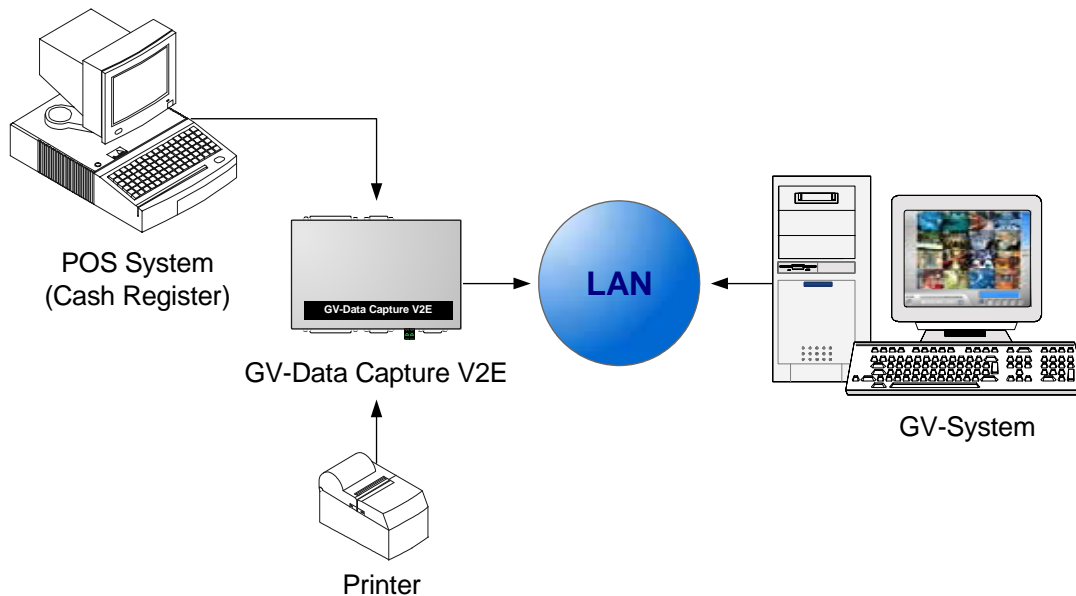 POS System
(Cash Register)
GV-Data Capture V2E
GV-Data Capture V2E
LAN
GV-System
Printer